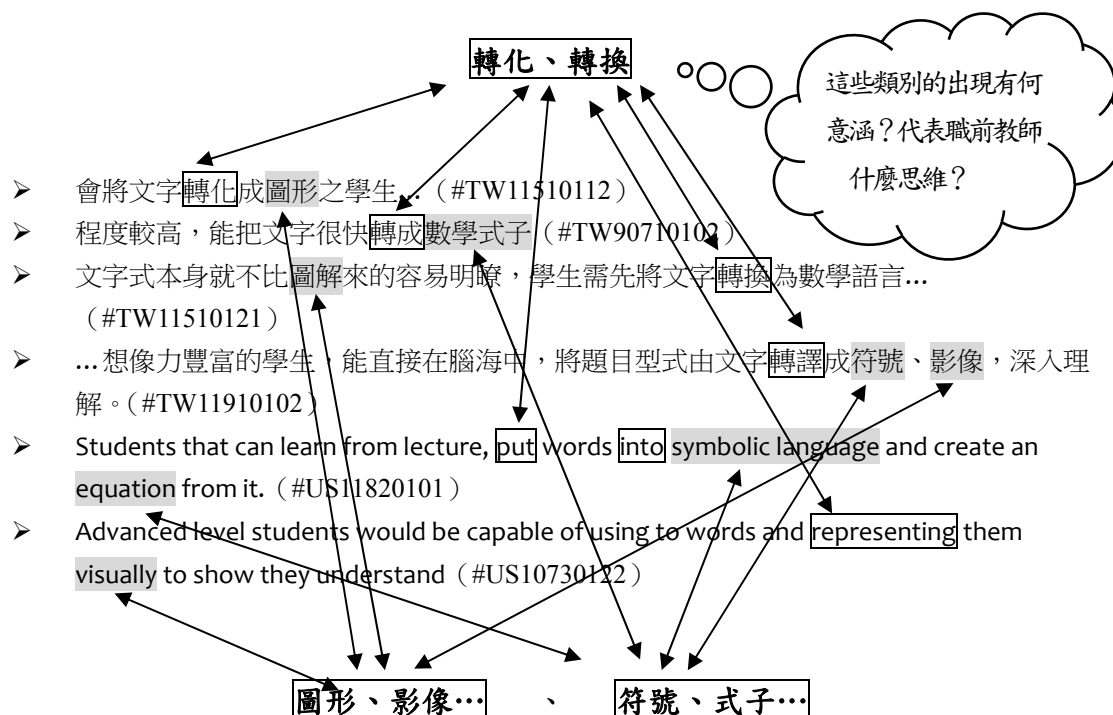 轉化、轉換
這些類別的出現有何
意涵？代表職前教師
什麼思維？
➢ 會將文字轉化成圖形之學生…（#TW11510112）
➢ 程度較高，能把文字很快轉成數學式子（#TW90710102）
➢ 文字式本身就不比圖解來的容易明瞭，學生需先將文字轉換為數學語言…
（#TW11510121）
➢ …想像力豐富的學生，能直接在腦海中，將題目型式由文字轉譯成符號、影像，深入理
解。（#TW11910102）
➢ Students that can learn from lecture, put words into symbolic language and create an
equation from it.（#US11820101）
➢ Advanced level students would be capable of using to words and representing them
visually to show they understand（#US10730122）
圖形、影像… 、 符號、式子…